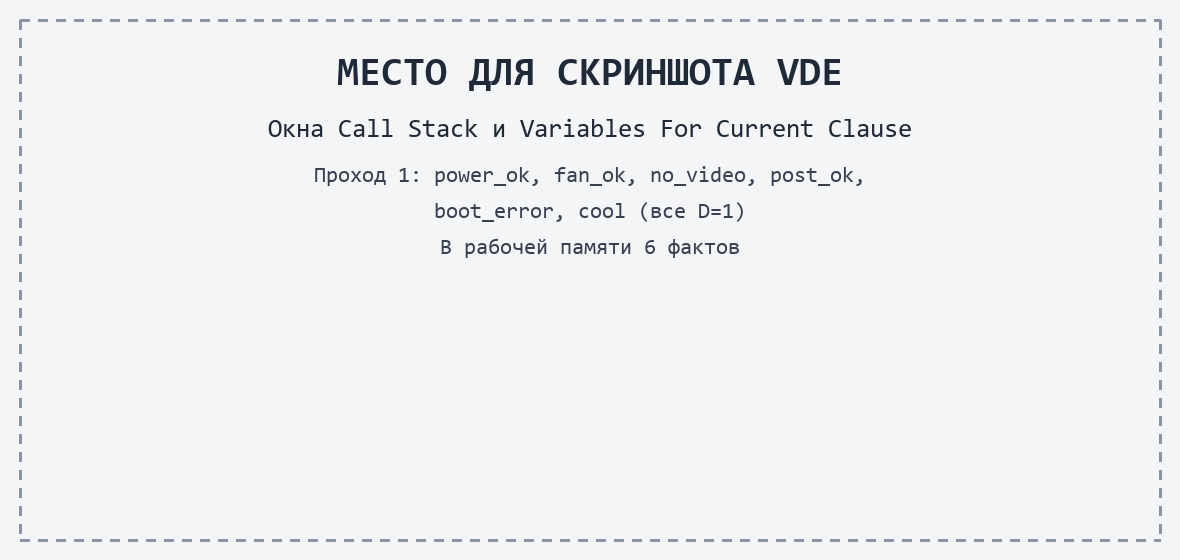 МЕСТО ДЛЯ СКРИНШОТА VDE
Окна Call Stack и Variables For Current Clause
Проход 1: power_ok, fan_ok, no_video, post_ok,
boot_error, cool (все D=1)
В рабочей памяти 6 фактов